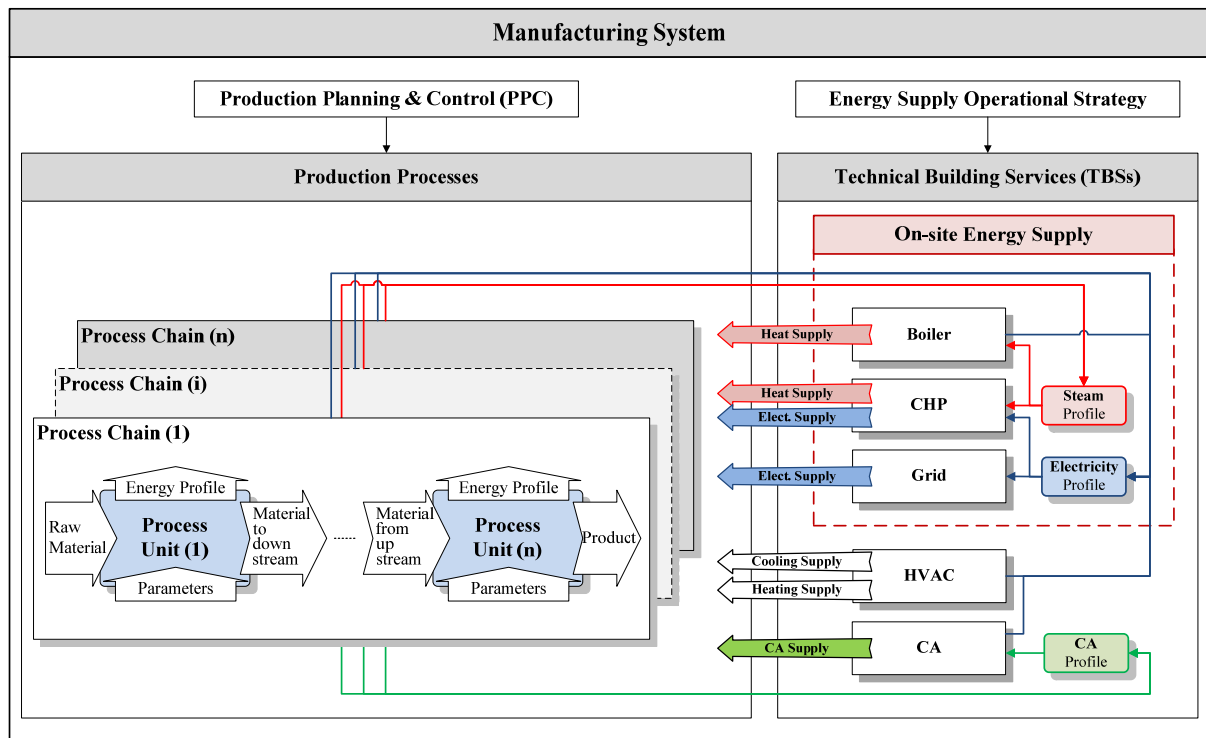 Manufacturing System
Production Planning & Control (PPC)
Energy Supply Operational Strategy
Production Processes
Technical Building Services (TBSs)
On-site Energy Supply
Process Chain (n)
Process Chain (i)
Process Chain (1)
Energy Profile
Raw
Material
Process
Unit (1)
Parameters
Material
to
down
stream
......
Material
from
up
stream
Energy Profile
Process
Unit (n)
Parameters
Product
Heat Supply
Boiler
Heat Supply
Elect. Supply
CHP
Steam
Profile
Elect. Supply
Grid
Electricity
Profile
Cooling Supply
Heating Supply
HVAC
CA Supply
CA
CA
Profile